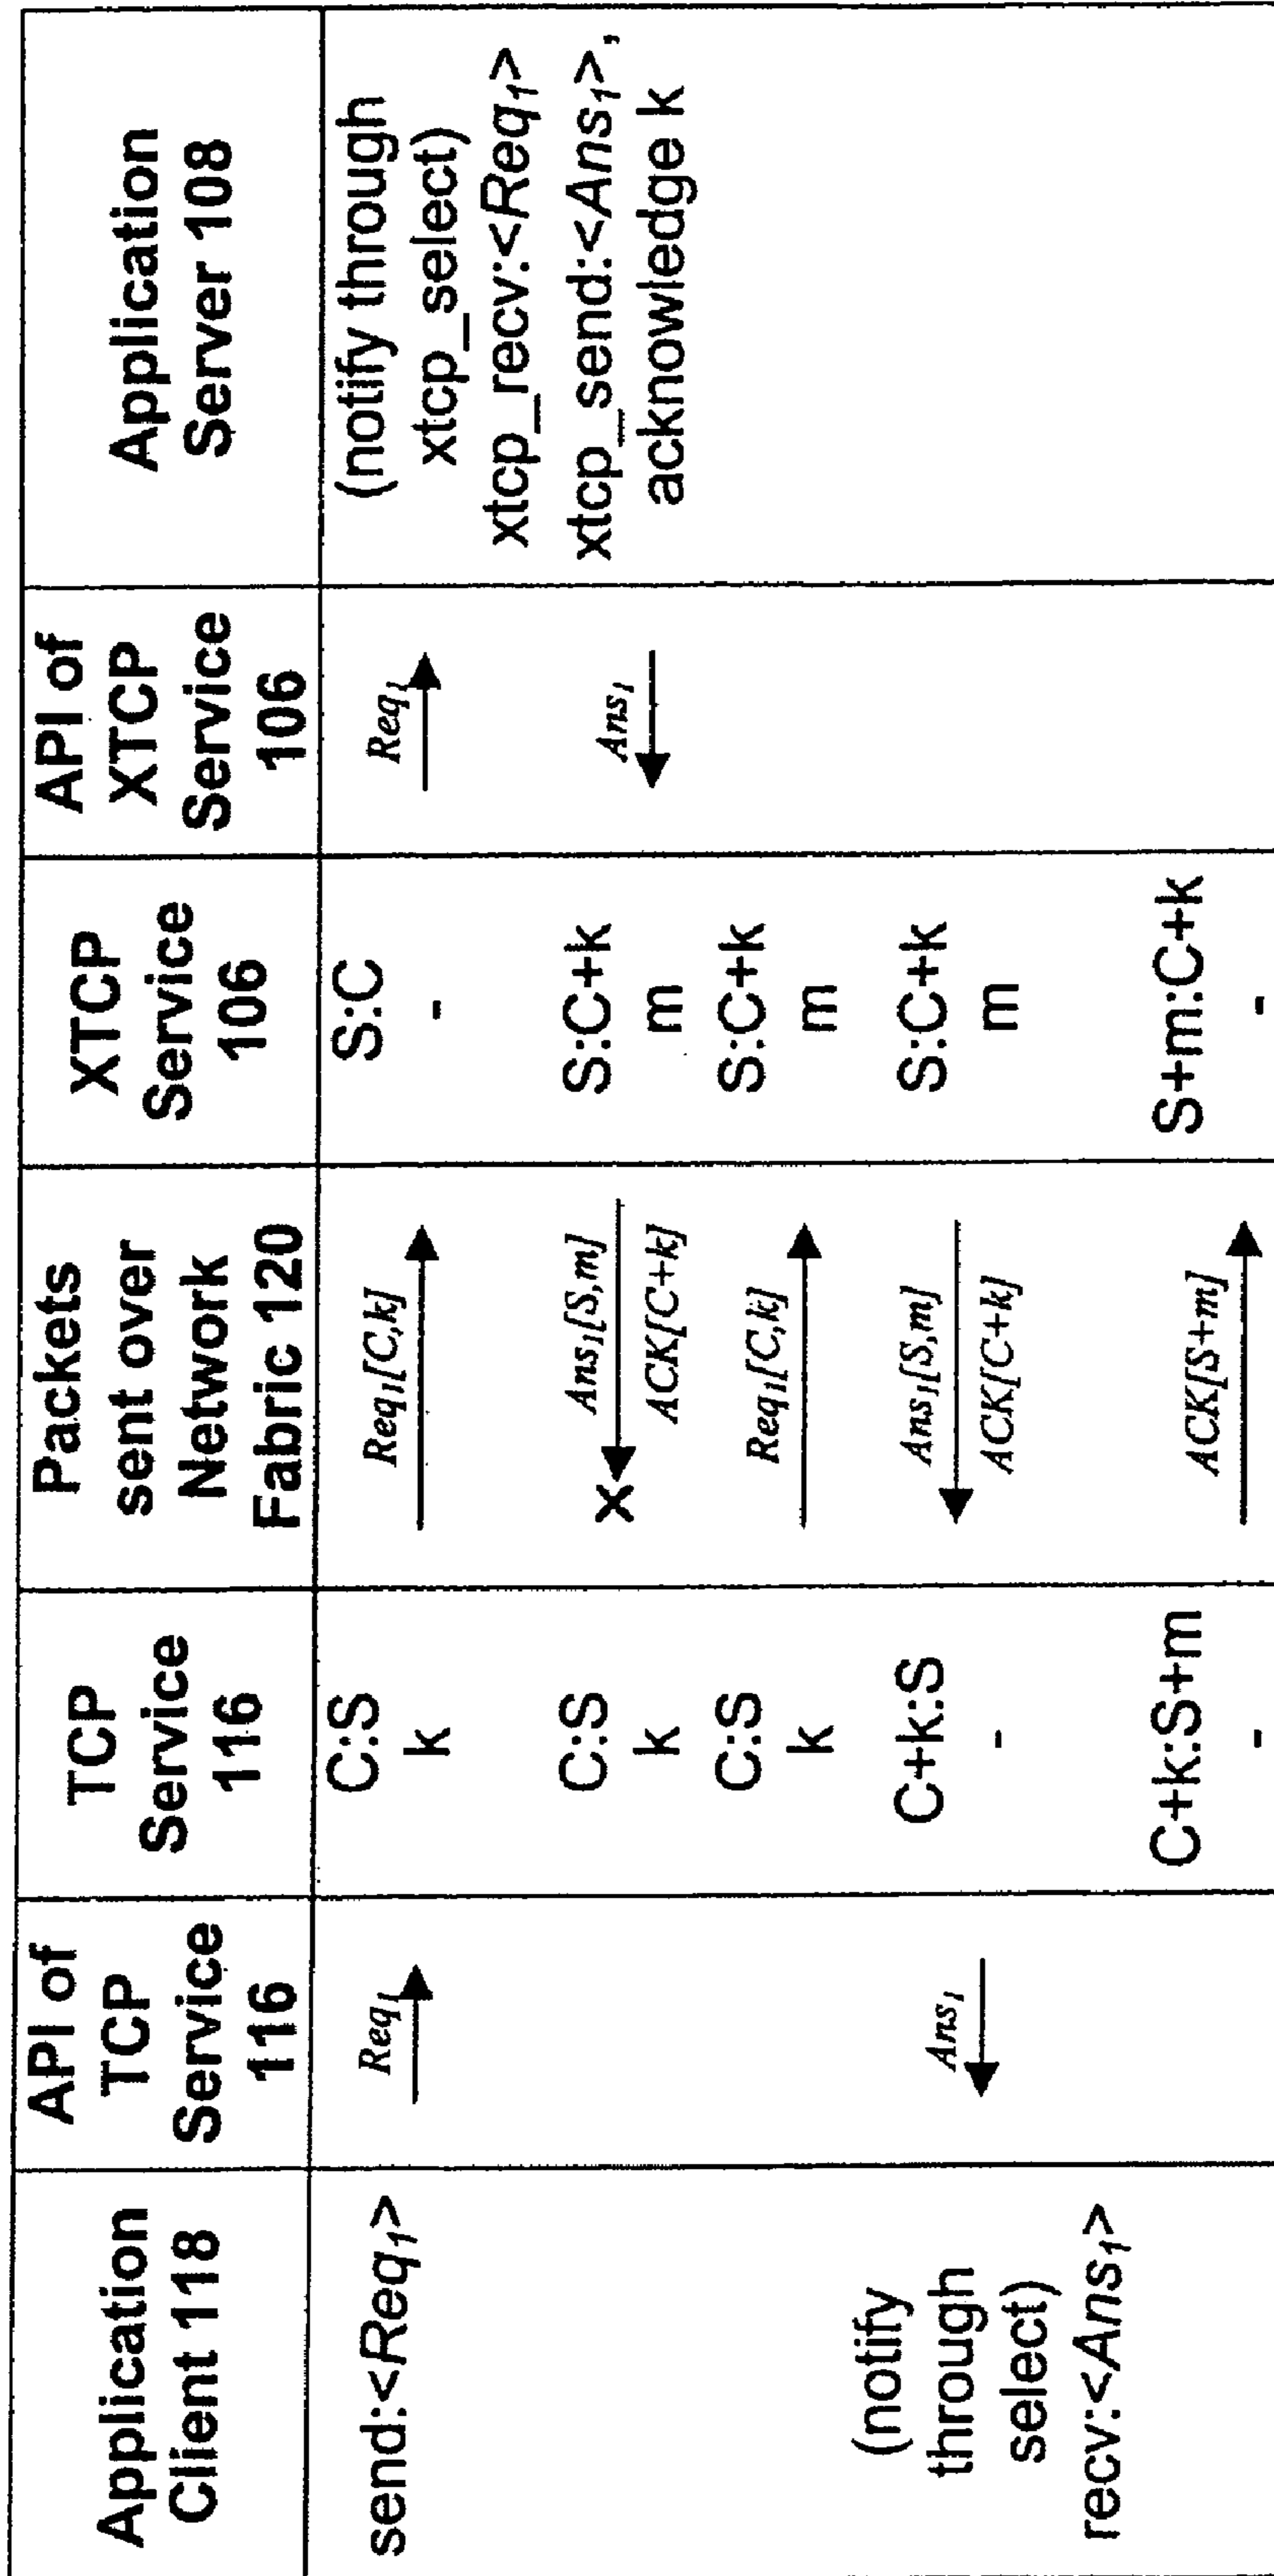 Application
Client 118
API of
TCP
Service
116
TCP
Service
116
Packets
sent over
Network
Fabric 120
XTCP
Service
106
API of
XTCP
Service
106
Application
Server 108
send:<Req₁>
Req₁
C:S
k
Req₁[C,k]
S:C
-
Req₁
(notify through
xtcp_select)
xtcp_recv:<Req₁>
C:S
k
Ans₁[S,m]
x
ACK[C+k]
S:C+k
m
Ans₁
xtcp_send:<Ans₁>,
acknowledge k
C:S
k
Req₁[C,k]
S:C+k
m
(notify
through
select)
Ans₁
C+k:S
-
Ans₁[S,m]
ACK[C+k]
S:C+k
m
recv:<Ans₁>
C+k:S+m
-
ACK[S+m]
S+m:C+k
-